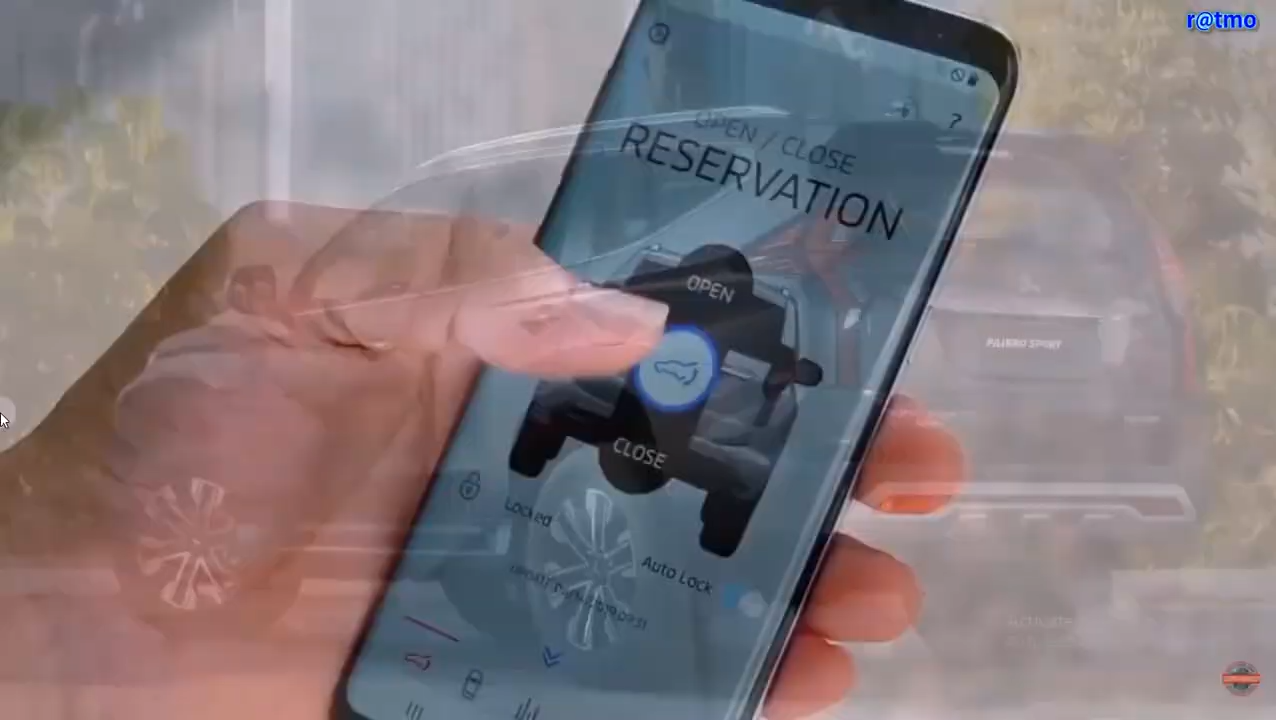 r@tmo
?
OPEN / CLOSE
RESERVATION
OPEN
PAJERO SPORT
CLOSE
Locked
Auto Lock